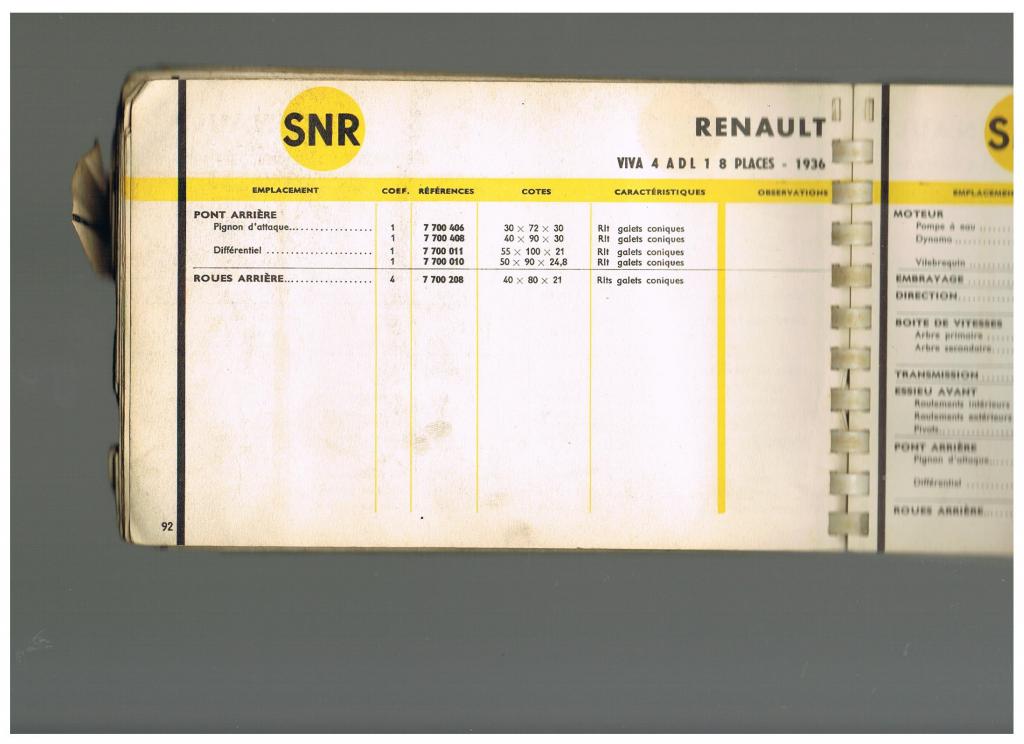 SNR
RENAULT
VIVA 4 A D L 1 8 PLACES - 1936
EMPLACEMENT COEF. RÉFÉRENCES COTES CARACTÉRISTIQUES OBSERVATIONS
PONT ARRIÈRE
Pignon d'attaque................... 1 7 700 406 30 × 72 × 30 Rlt galets coniques
1 7 700 408 40 × 90 × 30 Rlt galets coniques
Différentiel ........................ 1 7 700 011 55 × 100 × 21 Rlt galets coniques
1 7 700 010 50 × 90 × 24,8 Rlt galets coniques
ROUES ARRIÈRE..................... 4 7 700 208 40 × 80 × 21 Rlts galets coniques
92
S
EMPLACEMEN
MOTEUR
Pompe à eau ......
Dynamo ............
Vilebrequin .........
EMBRAYAGE ........
DIRECTION..........
BOITE DE VITESSES
Arbre primaire ......
Arbre secondaire....
TRANSMISSION ......
ESSIEU AVANT
Roulements intérieurs
Roulements extérieurs
Pivots...............
PONT ARRIÈRE
Pignon d'attaque.....
Différentiel ..........
ROUES ARRIÈRE......